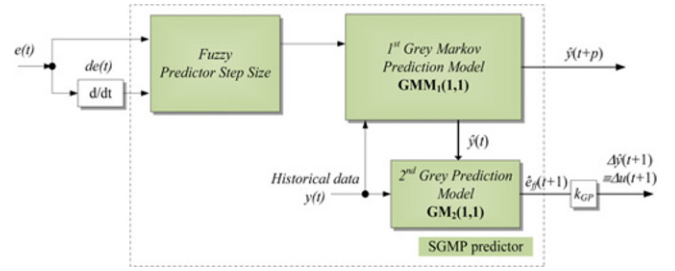 e(t)
de(t)
d/dt
Fuzzy
Predictor Step Size
1st Grey Markov
Prediction Model
GMM₁(1,1)
ŷ(t+p)
ŷ(t)
Historical data
y(t)
2nd Grey Prediction
Model
GM₂(1,1)
ê_ff(t+1)
k_GP
Δŷ(t+1)
≡Δu(t+1)
SGMP predictor